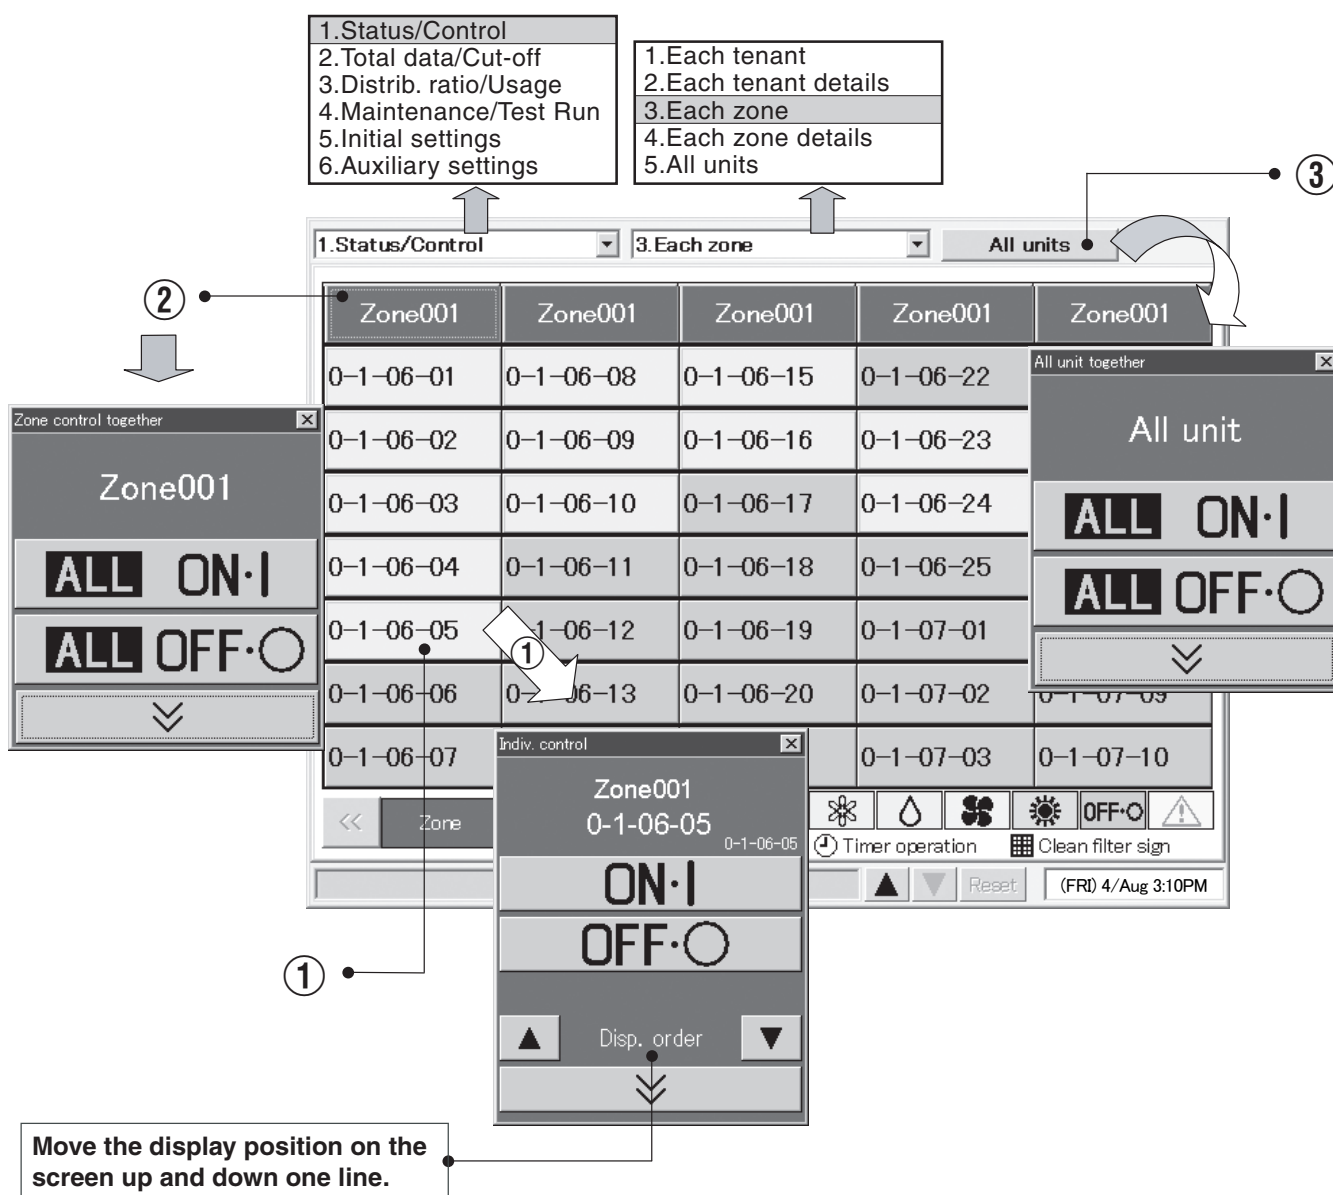 1.Status/Control
2.Total data/Cut-off
3.Distrib. ratio/Usage
4.Maintenance/Test Run
5.Initial settings
6.Auxiliary settings
1.Each tenant
2.Each tenant details
3.Each zone
4.Each zone details
5.All units
③
1.Status/Control 3.Each zone All units
②
Zone001 Zone001 Zone001 Zone001 Zone001
0-1-06-01 0-1-06-08 0-1-06-15 0-1-06-22
0-1-06-02 0-1-06-09 0-1-06-16 0-1-06-23
0-1-06-03 0-1-06-10 0-1-06-17 0-1-06-24
0-1-06-04 0-1-06-11 0-1-06-18 0-1-06-25
0-1-06-05 1-06-12 0-1-06-19 0-1-07-01
0-1-06-06 0-1-06-13 0-1-06-20 0-1-07-02 0-1-07-09
0-1-06-07 0-1-07-03 0-1-07-10
Zone control together
Zone001
ALL ON·I
ALL OFF·○
All unit together
All unit
ALL ON·I
ALL OFF·○
①
Indiv. control
Zone001
0-1-06-05
0-1-06-05
ON·I
OFF·○
Disp. order
<< Zone
OFF·○
Timer operation Clean filter sign
Reset (FRI) 4/Aug 3:10PM
①
Move the display position on the
screen up and down one line.